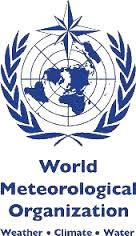 World
Meteorological
Organization
Weather • Climate • Water